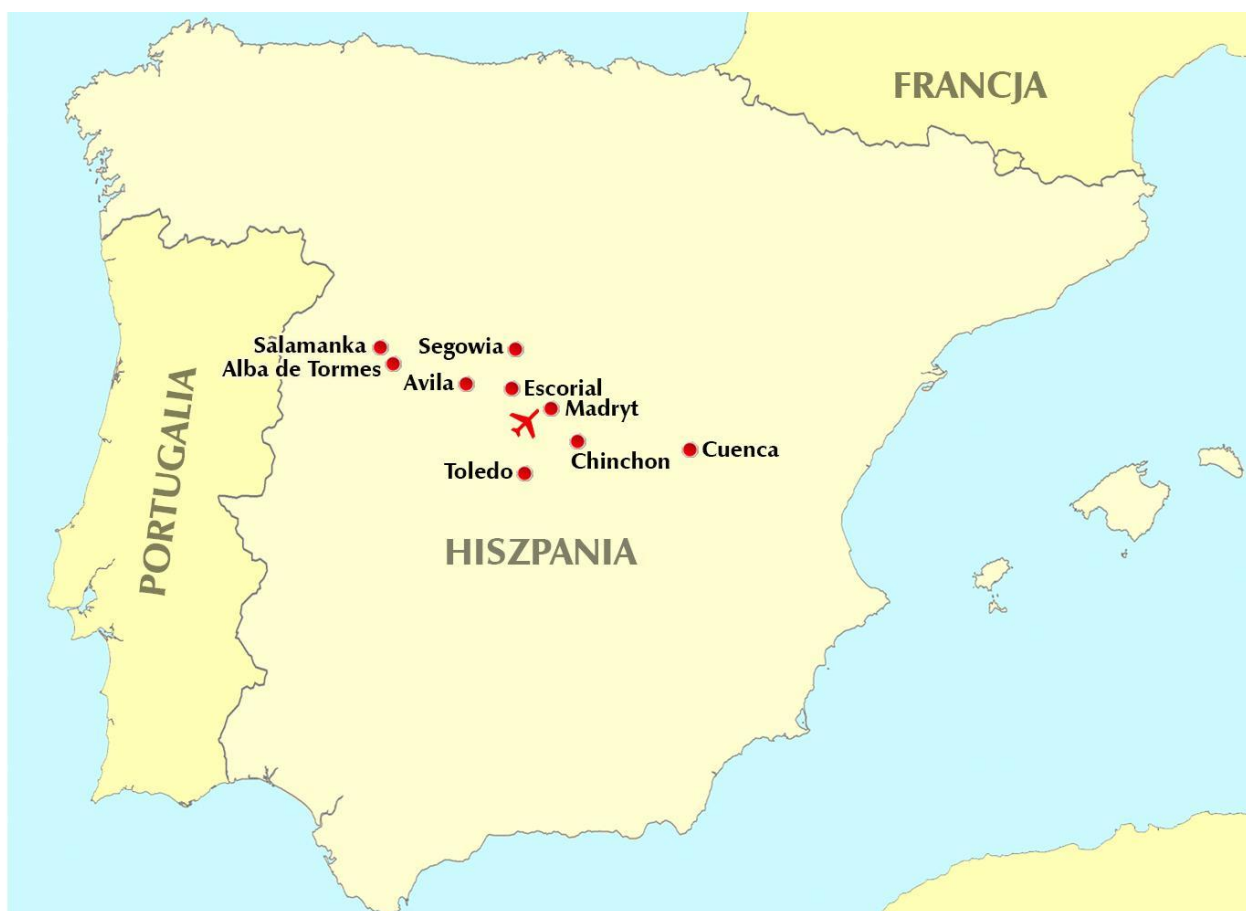 FRANCJA
Salamanka
Segowia
Alba de Tormes
Avila
Escorial
Madryt
Chinchon
Cuenca
Toledo
PORTUGALIA
HISZPANIA